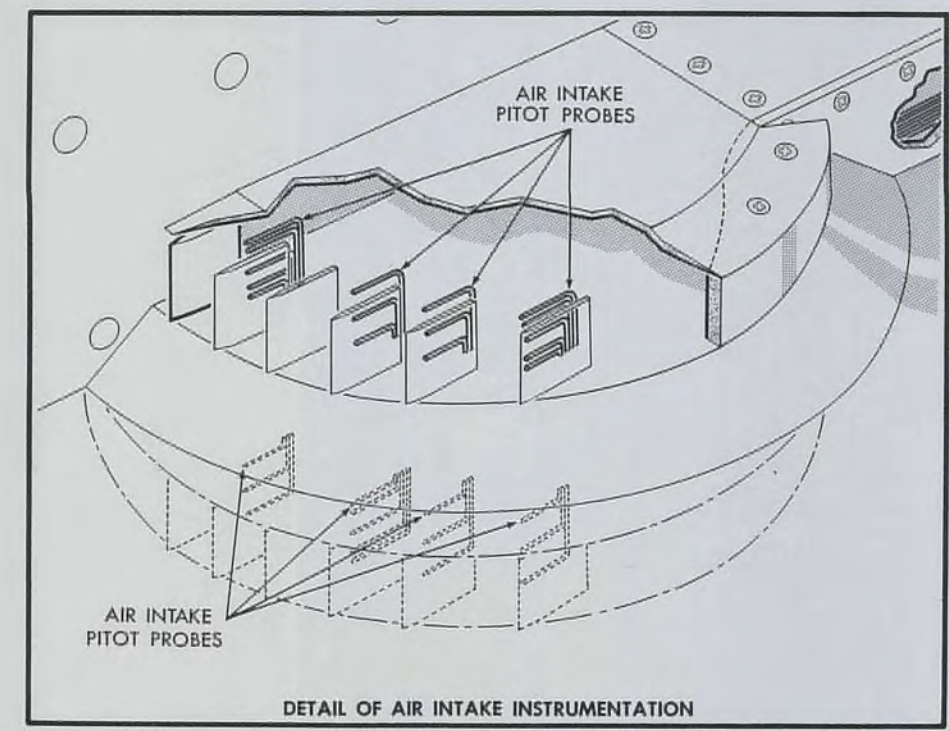 AIR INTAKE
PITOT PROBES
AIR INTAKE
PITOT PROBES
DETAIL OF AIR INTAKE INSTRUMENTATION